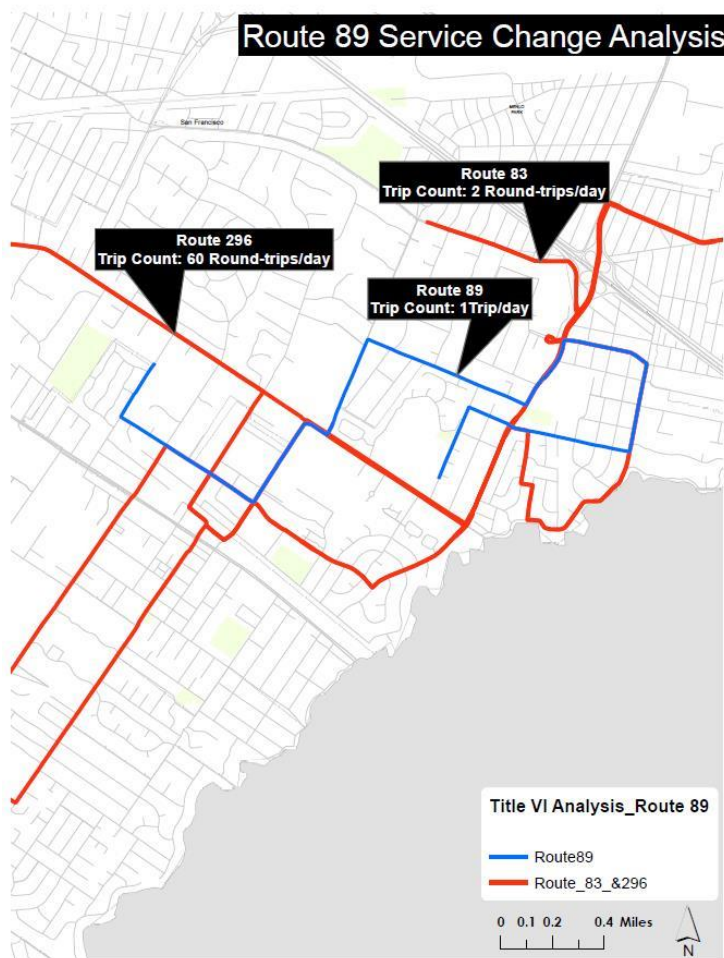 Route 89 Service Change Analysis
MENLO
PARK
San Francisco
Route 83
Trip Count: 2 Round-trips/day
Route 296
Trip Count: 60 Round-trips/day
Route 89
Trip Count: 1Trip/day
Title VI Analysis_Route 89
Route89
Route_83_&296
0 0.1 0.2 0.4 Miles
N